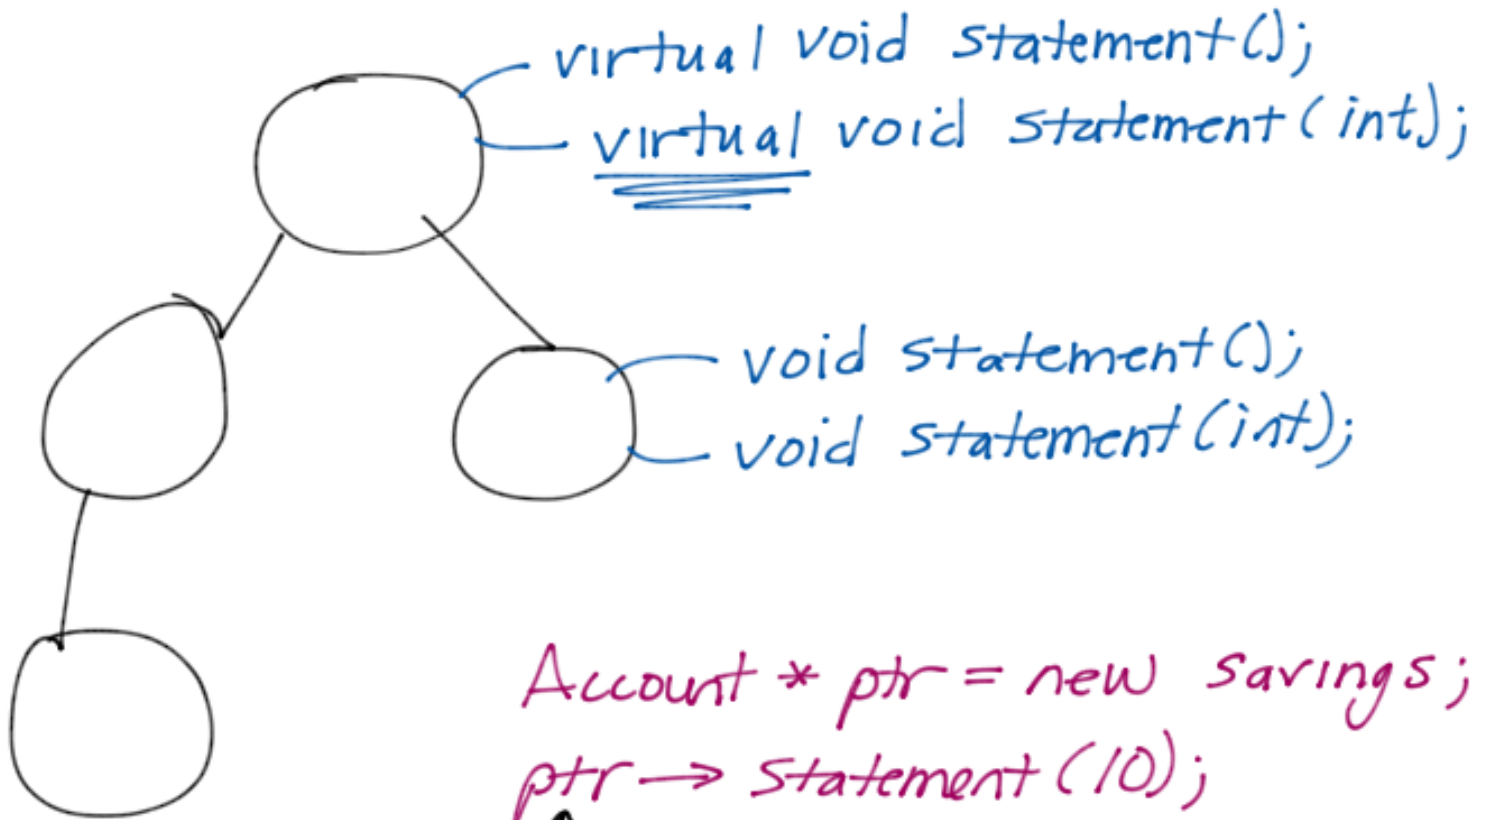 virtual void statement();
virtual void statement(int);
void statement();
void statement(int);
Account * ptr = new savings;
ptr → statement(10);